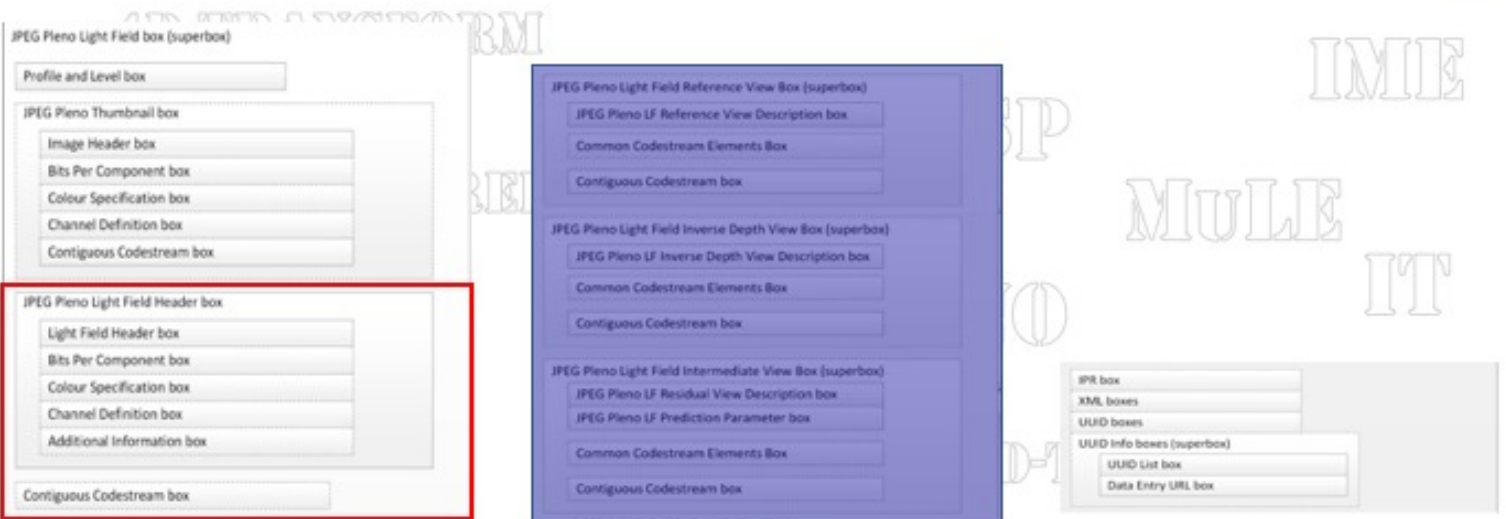 4D TRANSFORM
JPEG Pleno Light Field box (superbox)
Profile and Level box
JPEG Pleno Thumbnail box
Image Header box
Bits Per Component box
Colour Specification box
Channel Definition box
Contiguous Codestream box
JPEG Pleno Light Field Header box
Light Field Header box
Bits Per Component box
Colour Specification box
Channel Definition box
Additional Information box
Contiguous Codestream box
JPEG Pleno Light Field Reference View Box (superbox)
JPEG Pleno LF Reference View Description box
Common Codestream Elements Box
Contiguous Codestream box
JPEG Pleno Light Field Inverse Depth View Box (superbox)
JPEG Pleno LF Inverse Depth View Description box
Common Codestream Elements Box
Contiguous Codestream box
JPEG Pleno Light Field Intermediate View Box (superbox)
JPEG Pleno LF Residual View Description box
JPEG Pleno LF Prediction Parameter box
Common Codestream Elements Box
Contiguous Codestream box
IME
MULE
IT
IPR box
XML boxes
UUID boxes
UUID Info boxes (superbox)
UUID List box
Data Entry URL box